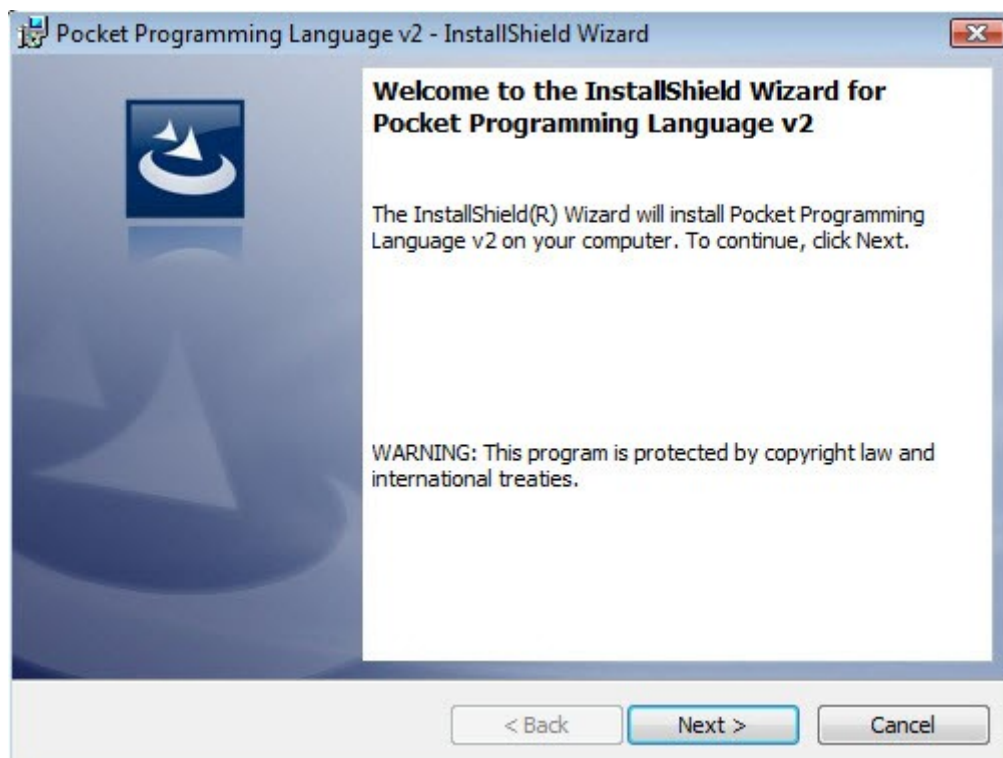 Pocket Programming Language v2 - InstallShield Wizard
Welcome to the InstallShield Wizard for
Pocket Programming Language v2
The InstallShield(R) Wizard will install Pocket Programming
Language v2 on your computer. To continue, click Next.
WARNING: This program is protected by copyright law and
international treaties.
< Back
Next >
Cancel